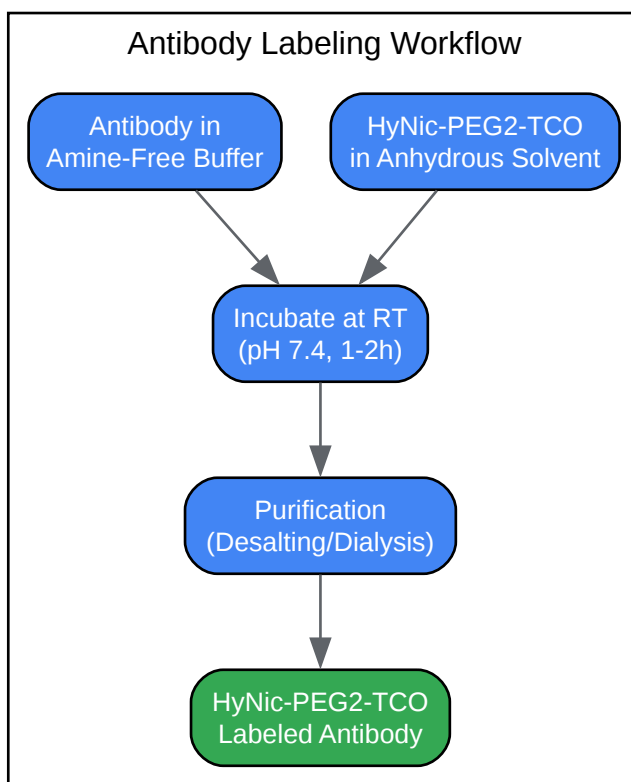 Antibody Labeling Workflow
Antibody in
Amine-Free Buffer
HyNic-PEG2-TCO
in Anhydrous Solvent
Incubate at RT
(pH 7.4, 1-2h)
Purification
(Desalting/Dialysis)
HyNic-PEG2-TCO
Labeled Antibody